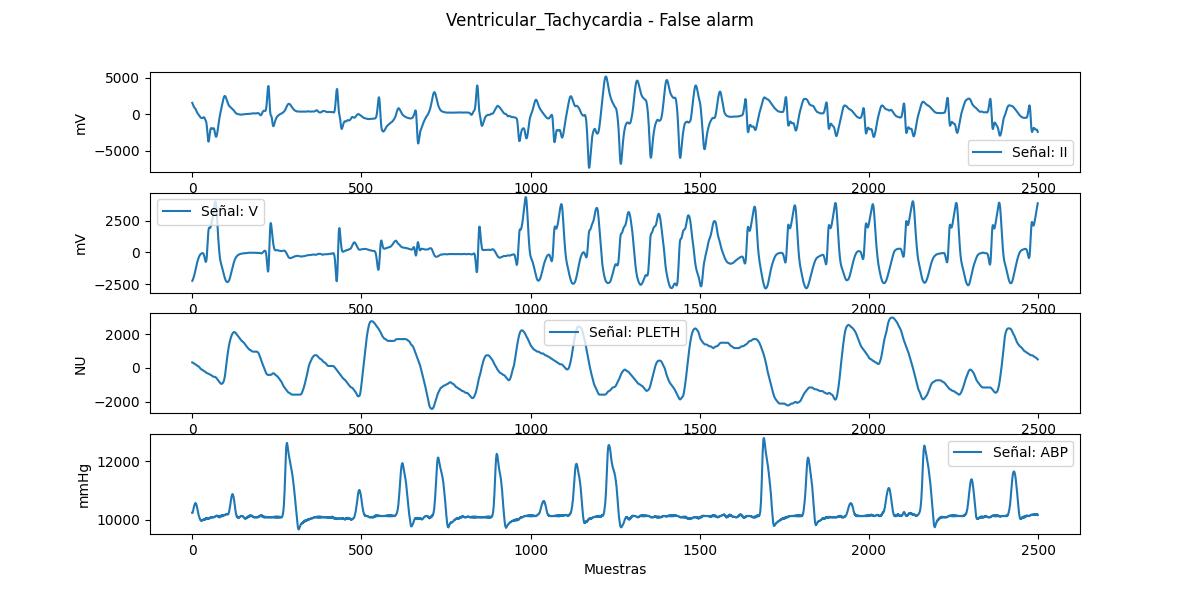 Ventricular_Tachycardia - False alarm
5000
0
−5000
mV
Señal: II
0 500 1000 1500 2000 2500
2500
0
−2500
mV
Señal: V
0 500 1000 1500 2000 2500
2000
0
−2000
NU
Señal: PLETH
0 500 1000 1500 2000 2500
12000
10000
mmHg
Señal: ABP
0 500 1000 1500 2000 2500
Muestras